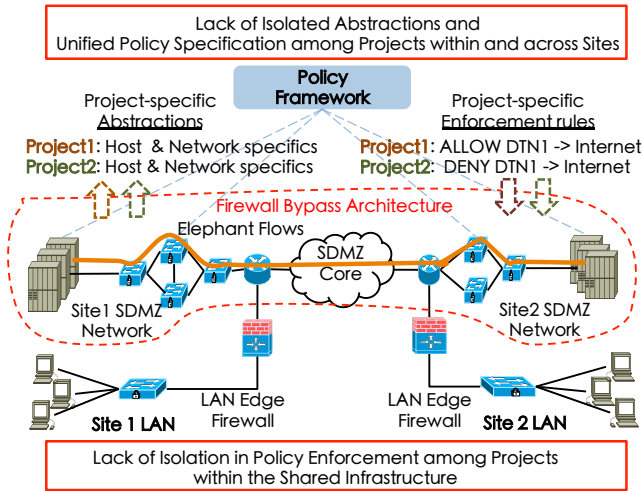 Lack of Isolated Abstractions and
Unified Policy Specification among Projects within and across Sites
Policy
Framework
Project-specific
Abstractions
Project1: Host & Network specifics
Project2: Host & Network specifics
Project-specific
Enforcement rules
Project1: ALLOW DTN1 -> Internet
Project2: DENY DTN1 -> Internet
Firewall Bypass Architecture
Elephant Flows
SDMZ
Core
Site1 SDMZ
Network
Site2 SDMZ
Network
LAN Edge
Firewall
LAN Edge
Firewall
Site 1 LAN
Site 2 LAN
Lack of Isolation in Policy Enforcement among Projects
within the Shared Infrastructure